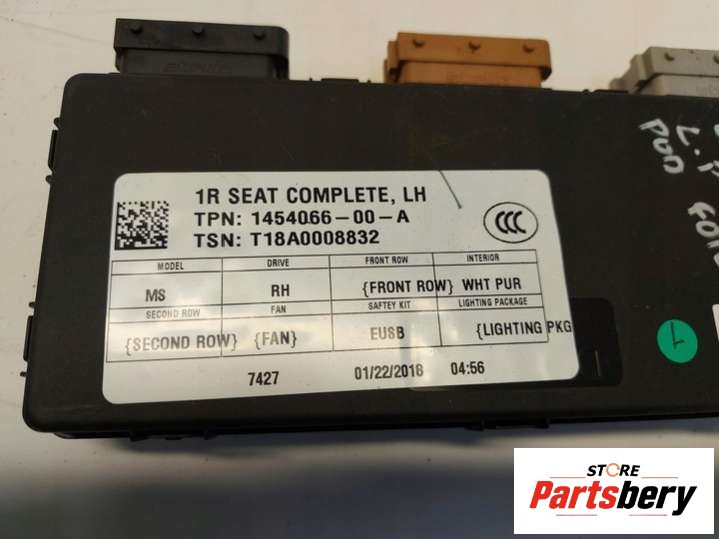 1R SEAT COMPLETE, LH
TPN: 1454066-00-A
TSN: T18A0008832
CCC
MODEL DRIVE FRONT ROW INTERIOR
MS RH {FRONT ROW} WHT PUR
SECOND ROW FAN SAFTEY KIT LIGHTING PACKAGE
{SECOND ROW} {FAN} EUSB {LIGHTING PKG
7427 01/22/2018 04:56
1
STORE
Partsbery